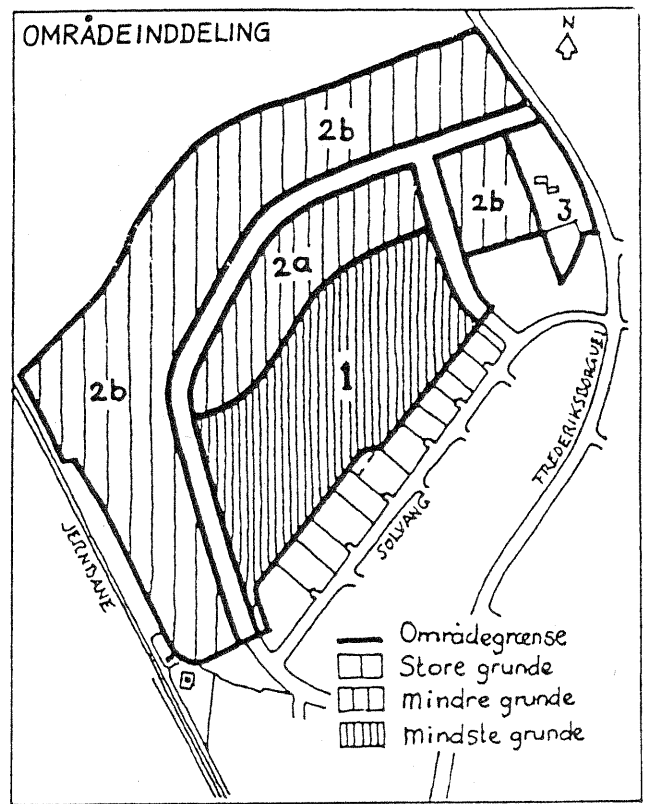 OMRÅDEINDDELING
N
2b
2b
3
2a
1
2b
FREDERIKSBORGVEJ
SOLVANG
JERNBANE
Områdegrænse
Store grunde
mindre grunde
mindste grunde